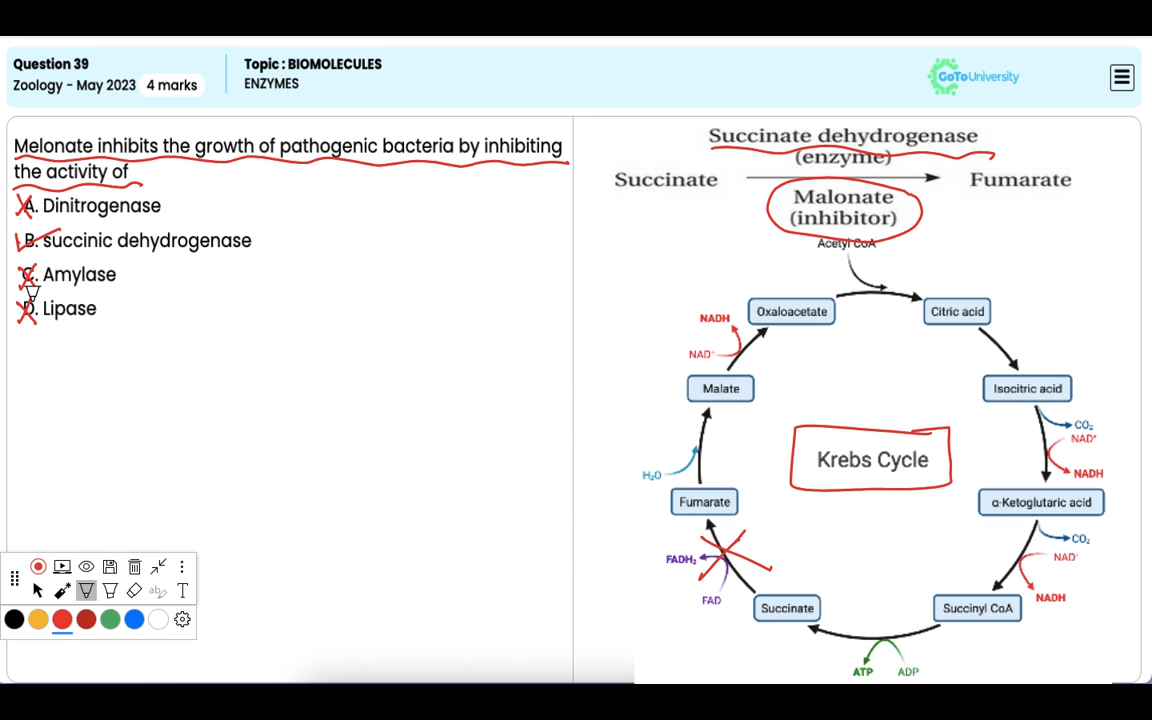 Question 39
Zoology - May 2023 4 marks
Topic : BIOMOLECULES
ENZYMES
GoToUniversity
Melonate inhibits the growth of pathogenic bacteria by inhibiting
the activity of
A. Dinitrogenase
B. succinic dehydrogenase
C. Amylase
D. Lipase
Succinate dehydrogenase
(enzyme)
Succinate
Fumarate
Malonate
(inhibitor)
Acetyl CoA
Oxaloacetate
Citric acid
NADH
NAD⁺
Malate
Isocitric acid
CO₂
NAD⁺
NADH
Krebs Cycle
H₂O
Fumarate
α-Ketoglutaric acid
CO₂
FADH₂
NAD⁺
FAD
NADH
Succinate
Succinyl CoA
ATP
ADP
ab
T